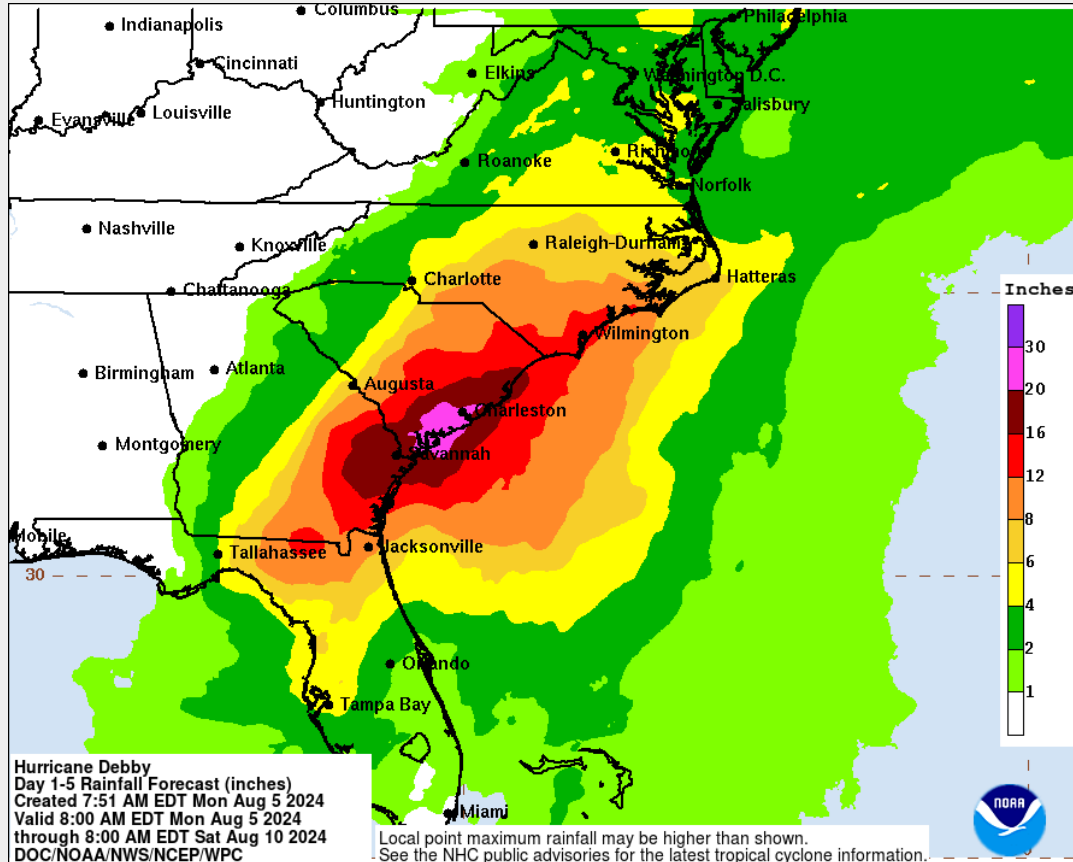 Columbus
Philadelphia
Indianapolis
Cincinnati
Elkins
Washington D.C.
Huntington
Salisbury
Louisville
Evansville
Richmond
Roanoke
Norfolk
Nashville
Knoxville
Raleigh-Durham
Charlotte
Hatteras
Chattanooga
Inches
Wilmington
30
Birmingham
Atlanta
Augusta
20
Charleston
16
Montgomery
Savannah
12
Mobile
8
Tallahassee
Jacksonville
6
30
4
2
Orlando
1
Tampa Bay
Miami
Hurricane Debby
Day 1-5 Rainfall Forecast (inches)
Created 7:51 AM EDT Mon Aug 5 2024
Valid 8:00 AM EDT Mon Aug 5 2024
through 8:00 AM EDT Sat Aug 10 2024
DOC/NOAA/NWS/NCEP/WPC
Local point maximum rainfall may be higher than shown.
See the NHC public advisories for the latest tropical cyclone information.
NOAA